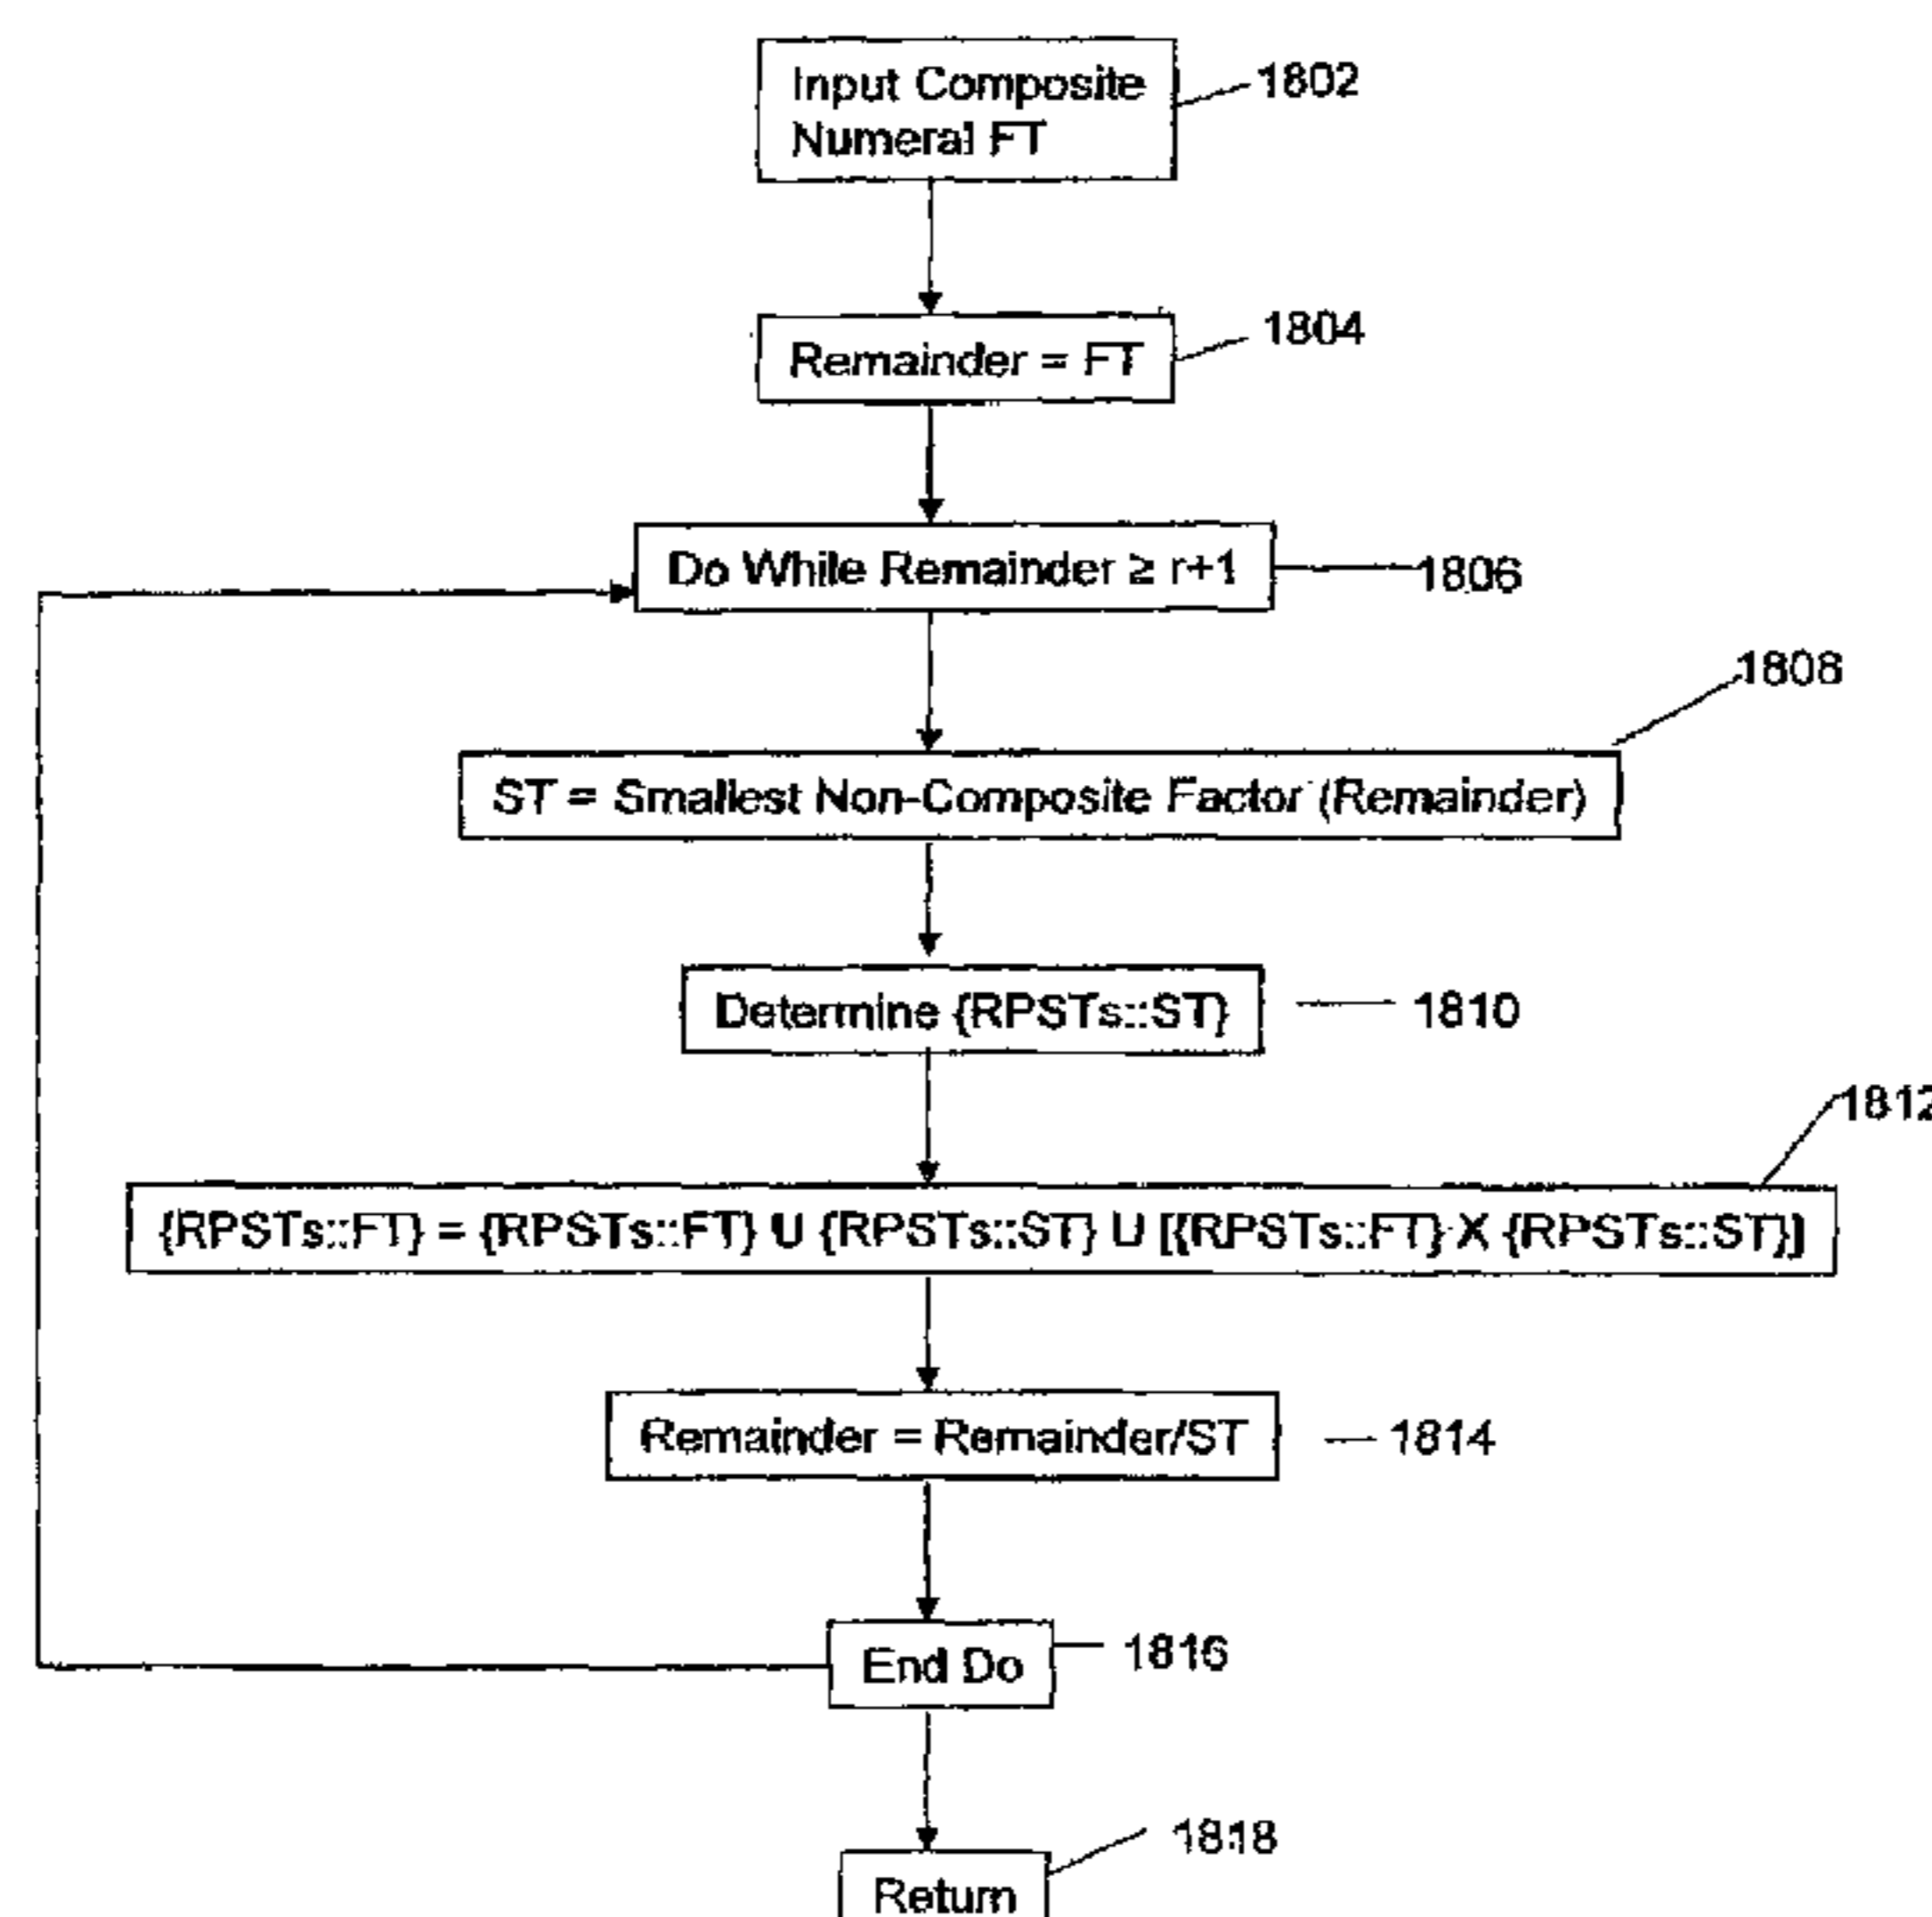 Input Composite
Numeral FT
1802
Remainder = FT
1804
Do While Remainder ≥ r+1
1806
1808
ST = Smallest Non-Composite Factor (Remainder)
Determine {RPSTs::ST}
1810
1812
{RPSTs::FT} = {RPSTs::FT} U {RPSTs::ST} U [{RPSTs::FT} X {RPSTs::ST}]
Remainder = Remainder/ST
1814
End Do
1816
1818
Return